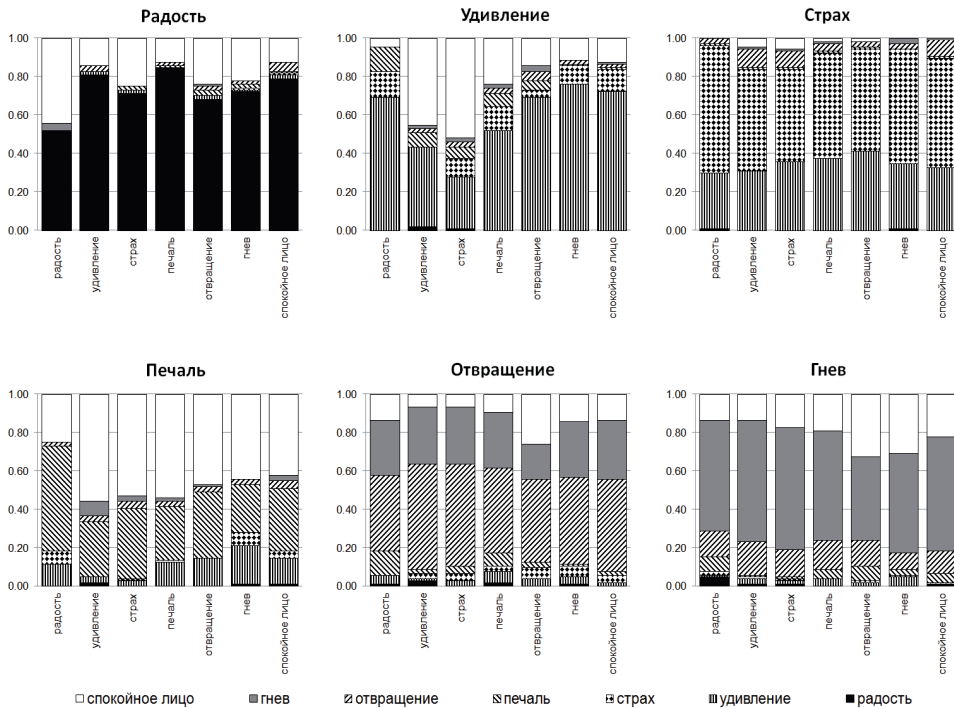 Радость
1.00
0.80
0.60
0.40
0.20
0.00
радость
удивление
страх
печаль
отвращение
гнев
спокойное лицо
Удивление
1.00
0.80
0.60
0.40
0.20
0.00
радость
удивление
страх
печаль
отвращение
гнев
спокойное лицо
Страх
1.00
0.80
0.60
0.40
0.20
0.00
радость
удивление
страх
печаль
отвращение
гнев
спокойное лицо
Печаль
1.00
0.80
0.60
0.40
0.20
0.00
радость
удивление
страх
печаль
отвращение
гнев
спокойное лицо
Отвращение
1.00
0.80
0.60
0.40
0.20
0.00
радость
удивление
страх
печаль
отвращение
гнев
спокойное лицо
Гнев
1.00
0.80
0.60
0.40
0.20
0.00
радость
удивление
страх
печаль
отвращение
гнев
спокойное лицо
спокойное лицо гнев отвращение печаль страх удивление радость